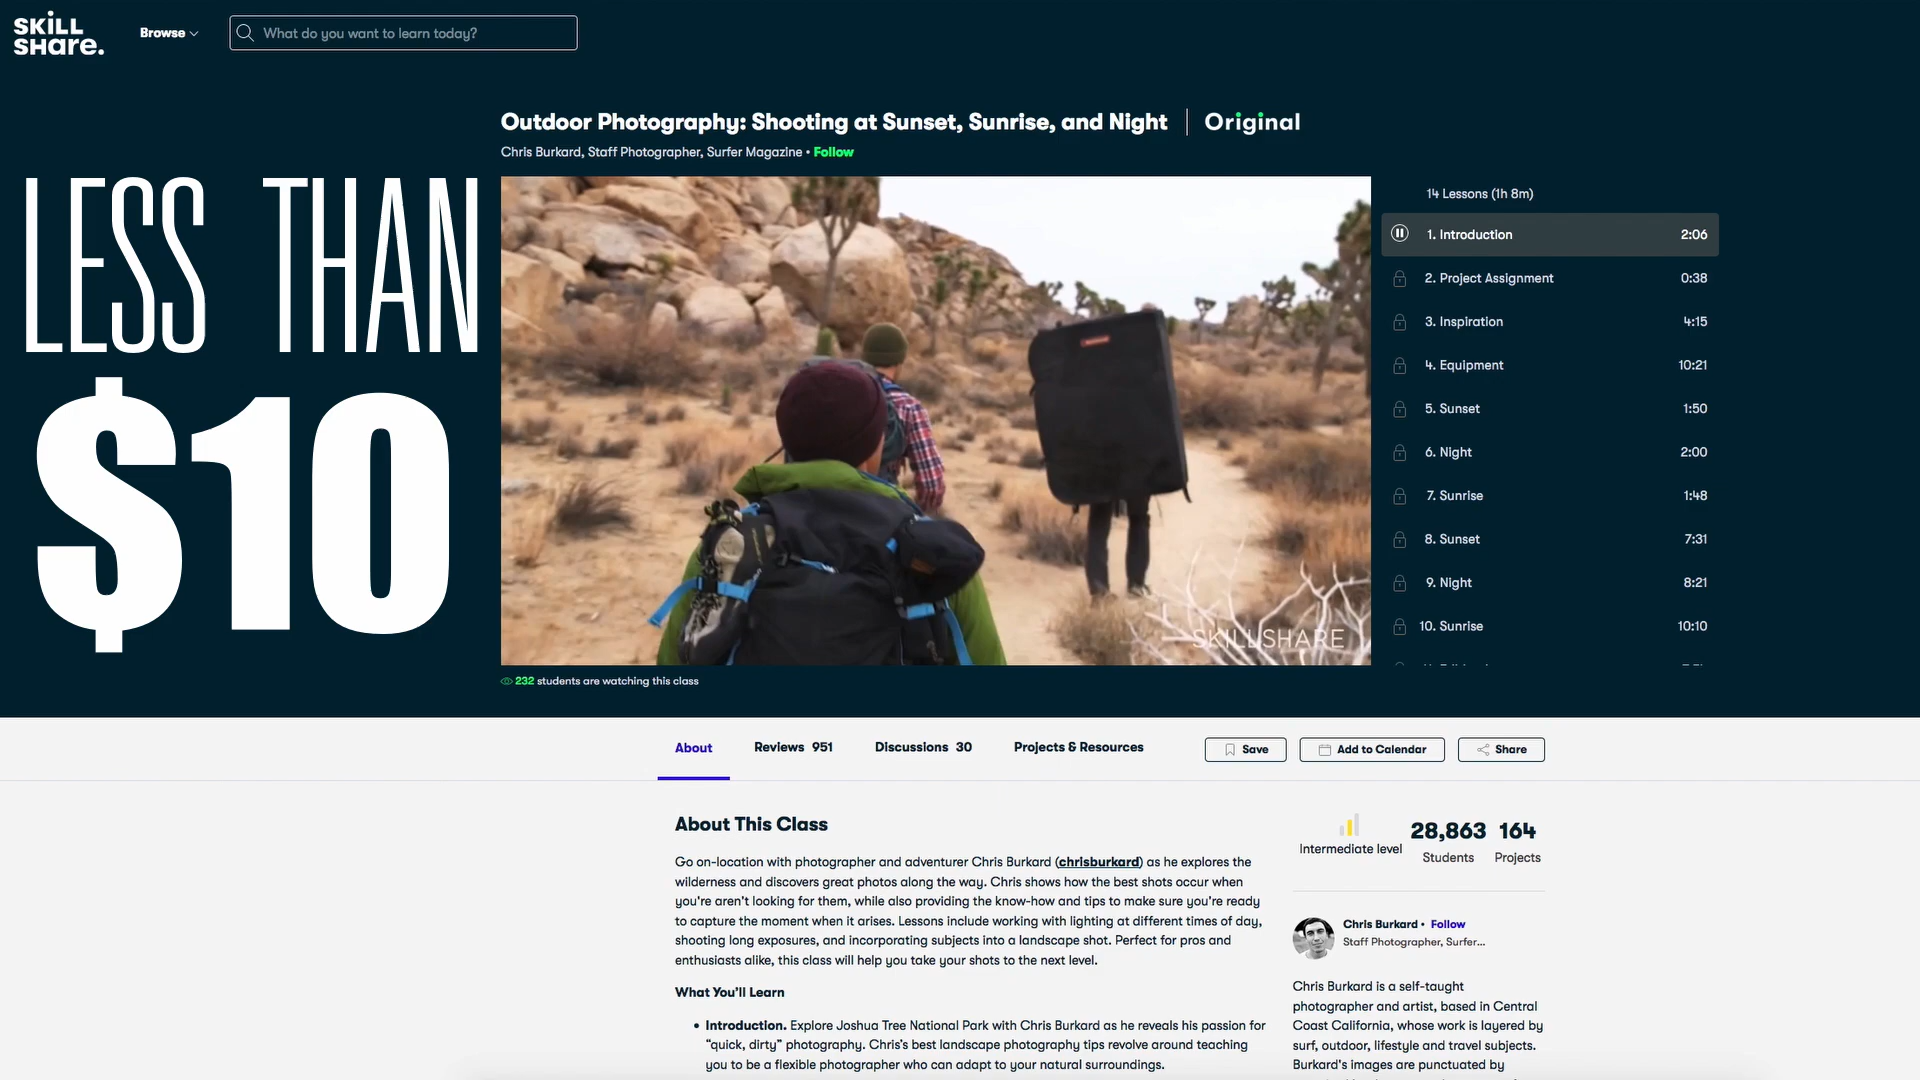 SKILL
SHare.
Browse
What do you want to learn today?
Outdoor Photography: Shooting at Sunset, Sunrise, and Night
Original
Chris Burkard, Staff Photographer, Surfer Magazine • Follow
LESS THAN
$10
SKILLSHARE
14 Lessons (1h 8m)
1. Introduction 2:06
2. Project Assignment 0:38
3. Inspiration 4:15
4. Equipment 10:21
5. Sunset 1:50
6. Night 2:00
7. Sunrise 1:48
8. Sunset 7:31
9. Night 8:21
10. Sunrise 10:10
232 students are watching this class
About
Reviews 951
Discussions 30
Projects & Resources
Save
Add to Calendar
Share
About This Class
Go on-location with photographer and adventurer Chris Burkard (chrisburkard) as he explores the
wilderness and discovers great photos along the way. Chris shows how the best shots occur when
you're aren't looking for them, while also providing the know-how and tips to make sure you're ready
to capture the moment when it arises. Lessons include working with lighting at different times of day,
shooting long exposures, and incorporating subjects into a landscape shot. Perfect for pros and
enthusiasts alike, this class will help you take your shots to the next level.
What You'll Learn
• Introduction. Explore Joshua Tree National Park with Chris Burkard as he reveals his passion for
“quick, dirty” photography. Chris's best landscape photography tips revolve around teaching
you to be a flexible photographer who can adapt to your natural surroundings.
Intermediate level
28,863
Students
164
Projects
Chris Burkard • Follow
Staff Photographer, Surfer...
Chris Burkard is a self-taught
photographer and artist, based in Central
Coast California, whose work is layered by
surf, outdoor, lifestyle and travel subjects.
Burkard's images are punctuated by